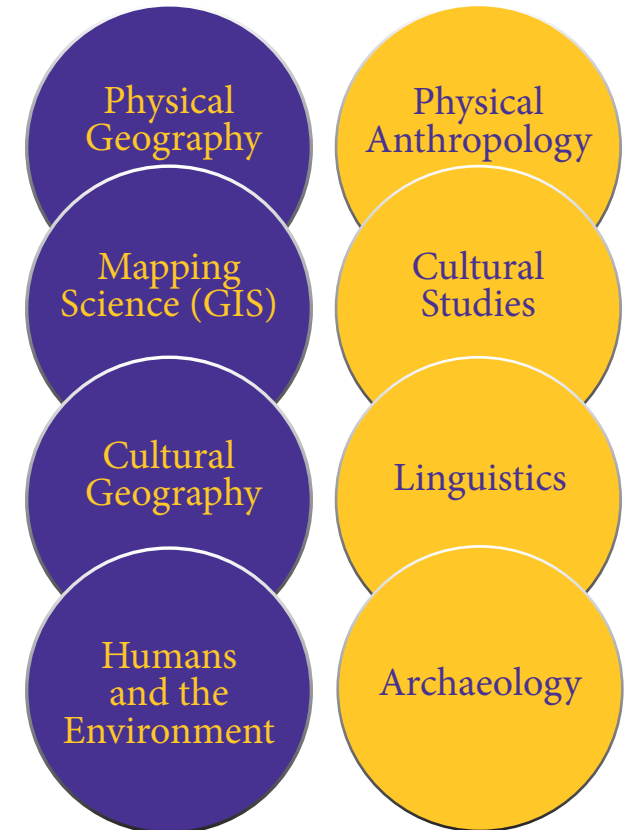 Physical
Geography
Mapping
Science (GIS)
Cultural
Geography
Humans
and the
Environment
Physical
Anthropology
Cultural
Studies
Linguistics
Archaeology